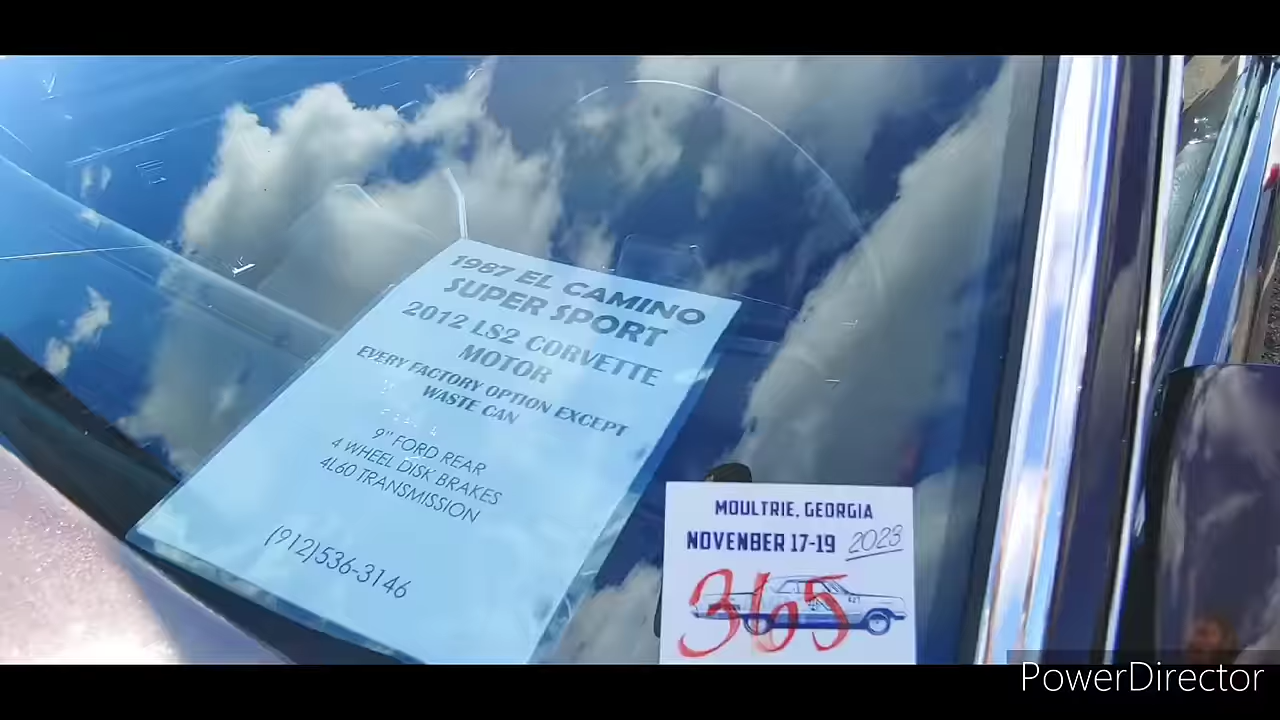 1987 EL CAMINO
SUPER SPORT
2012 LS2 CORVETTE
MOTOR
EVERY FACTORY OPTION EXCEPT
WASTE CAN
9" FORD REAR
4 WHEEL DISK BRAKES
4L60 TRANSMISSION
(912)536-3146
MOULTRIE, GEORGIA
NOVENBER 17-19 2023
365
PowerDirector